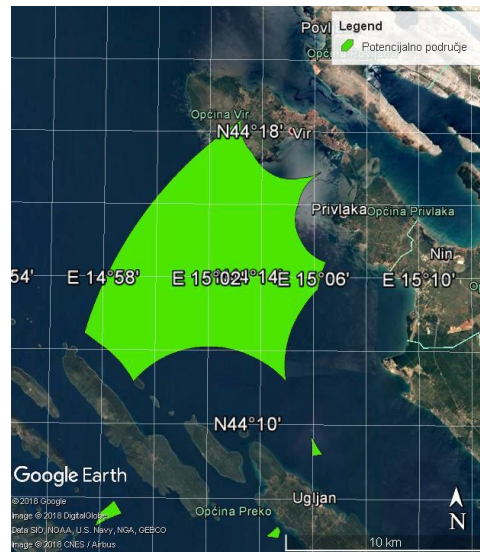 Legend
Potencijalno područje
Povl
Općina Vir
N44°18'
Vir
Privlaka
Općina Privlaka
Nin
54'
E 14°58'
E 15°02'
14'
E 15°06'
E 15°10'
N44°10'
Google Earth
Ugljan
Općina Preko
N
© 2018 Google
Image © 2018 DigitalGlobe
Data SIO, NOAA, U.S. Navy, NGA, GEBCO
Image © 2018 CNES / Airbus
10 km